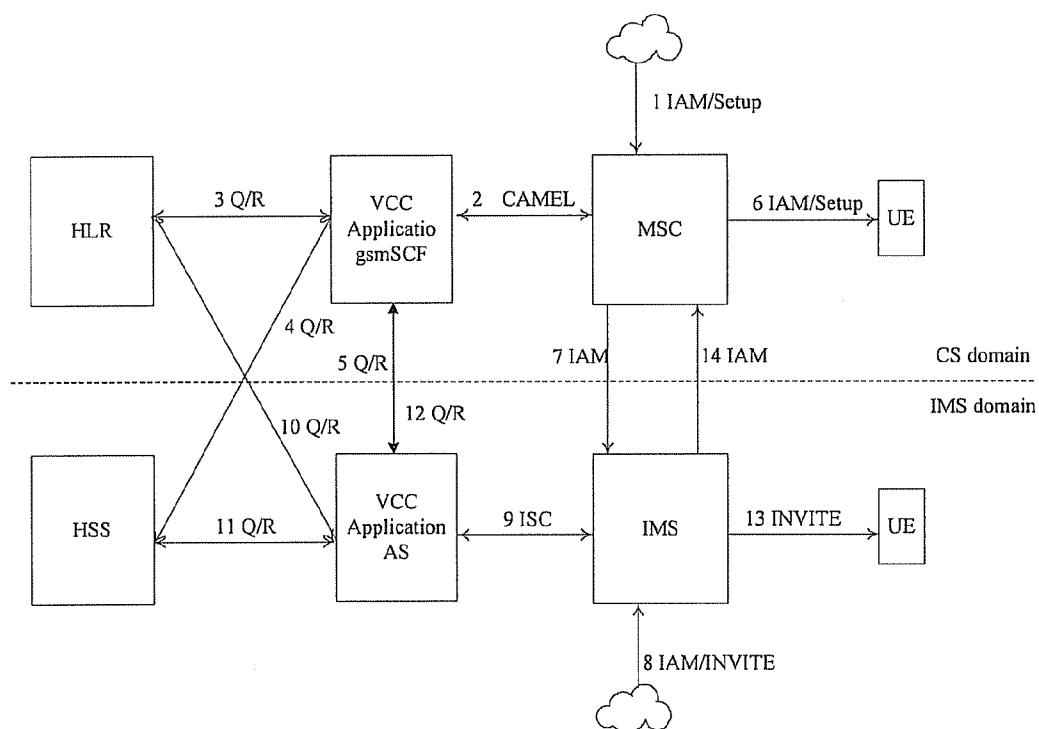 1 IAM/Setup
HLR
3 Q/R
VCC
Applicatio
gsmSCF
2 CAMEL
MSC
6 IAM/Setup
UE
4 Q/R
5 Q/R
7 IAM
14 IAM
CS domain
IMS domain
10 Q/R
12 Q/R
HSS
11 Q/R
VCC
Application
AS
9 ISC
IMS
13 INVITE
UE
8 IAM/INVITE